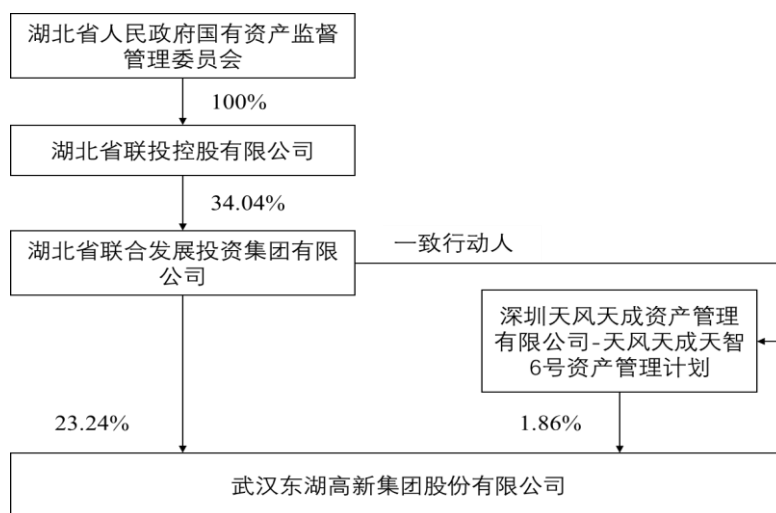 湖北省人民政府国有资产监督
管理委员会
100%
湖北省联投控股有限公司
34.04%
湖北省联合发展投资集团有限
公司
一致行动人
深圳天风天成资产管理
有限公司-天风天成天智
6号资产管理计划
23.24%
1.86%
武汉东湖高新集团股份有限公司